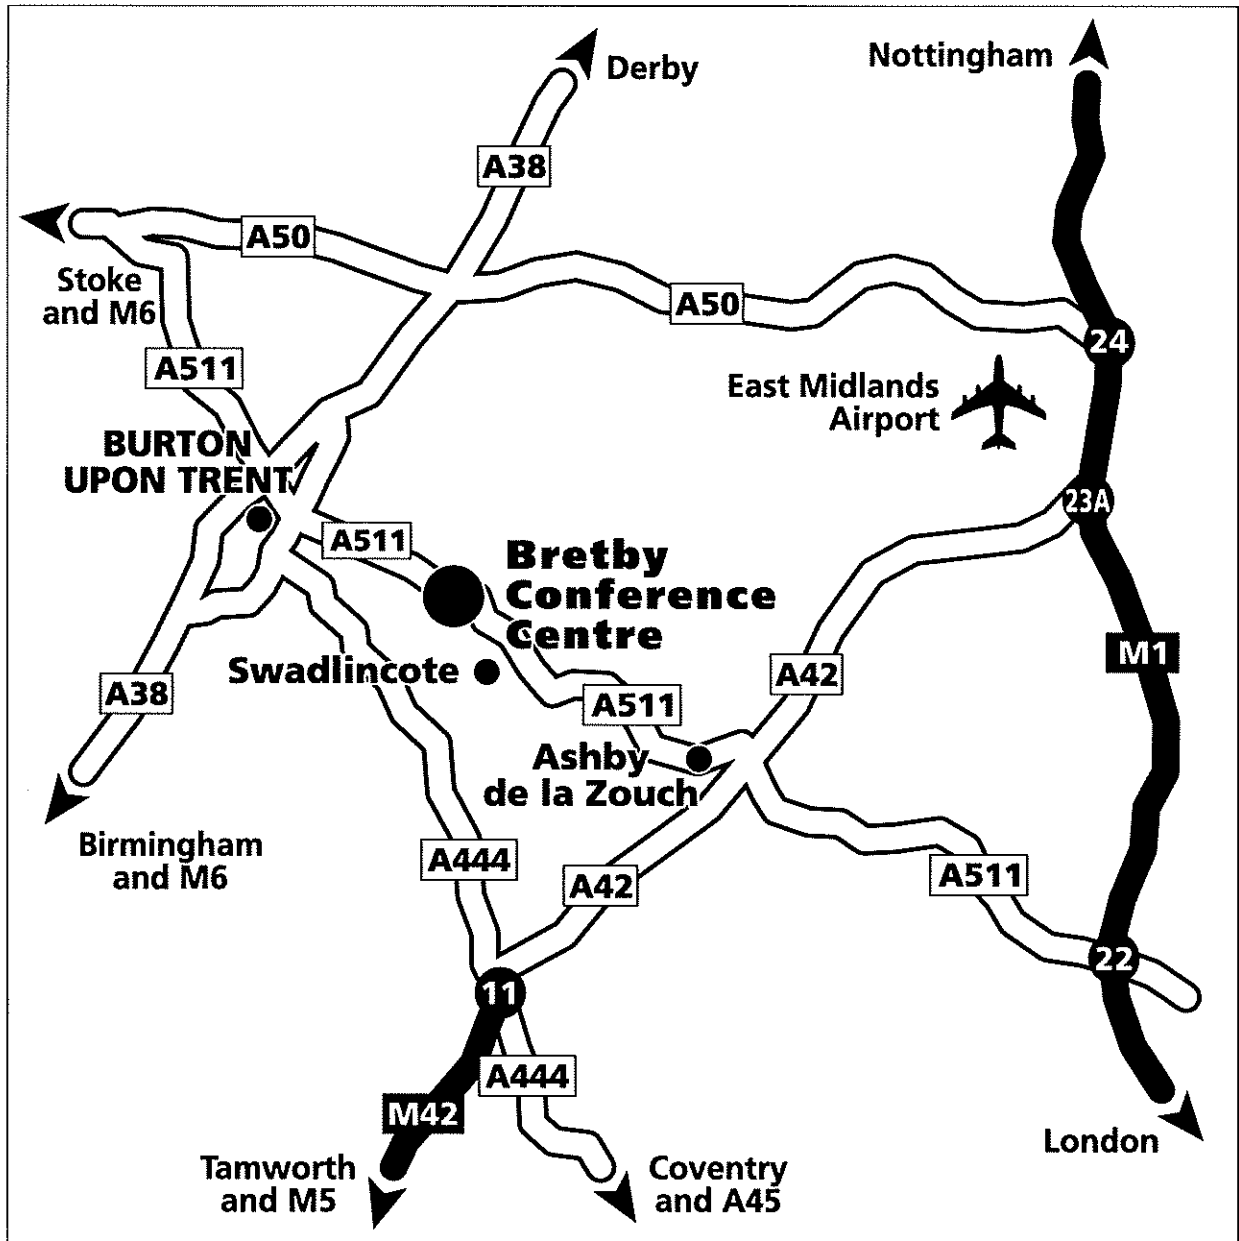 Derby
Nottingham
A38
A50
Stoke
and M6
A50
24
A511
East Midlands
Airport
BURTON
UPON TRENT
23A
A511
Bretby
Conference
Centre
M1
Swadlincote
A42
A38
A511
Ashby
de la Zouch
Birmingham
and M6
A444
A42
A511
22
11
A444
M42
London
Tamworth
and M5
Coventry
and A45